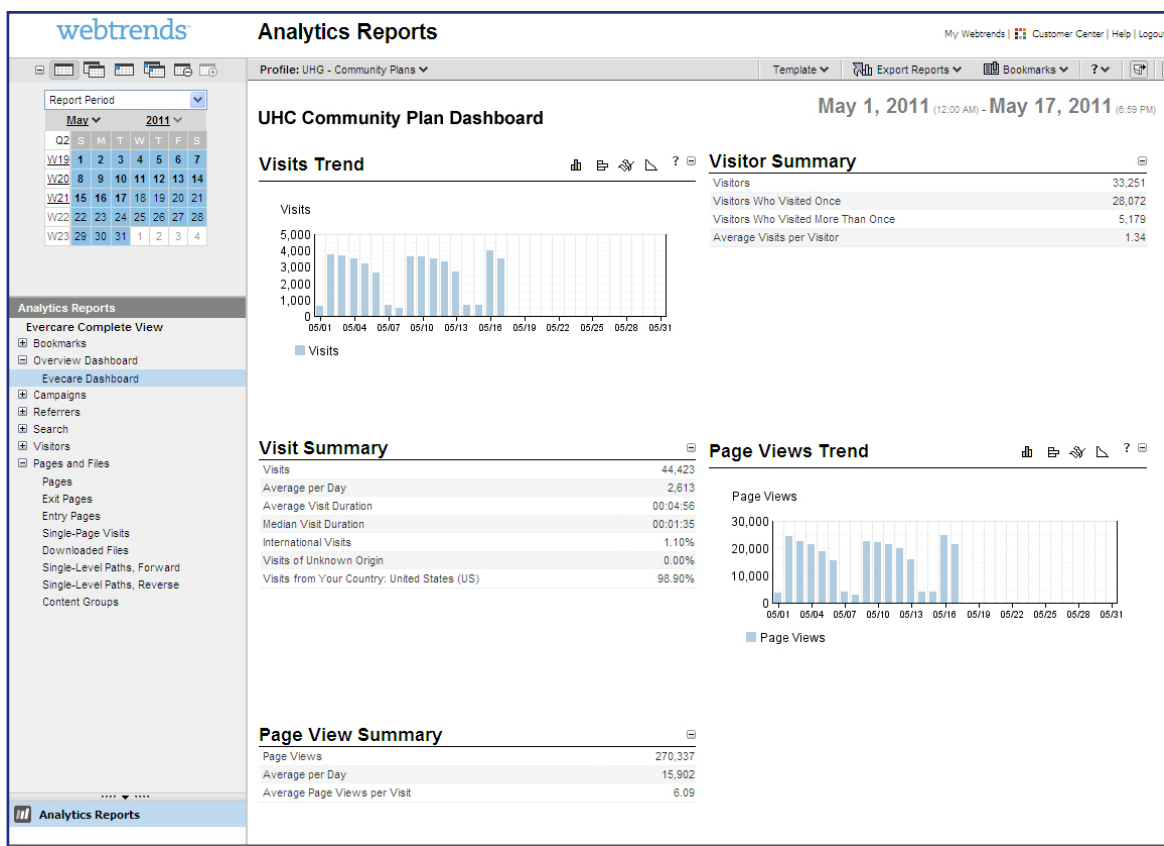 webtrends
Analytics Reports
My Webtrends | Customer Center | Help | Logout
Profile: UHG - Community Plans
Template Export Reports Bookmarks ?
Report Period
May 2011
Q2 S M T W T F S
W19 1 2 3 4 5 6 7
W20 8 9 10 11 12 13 14
W21 15 16 17 18 19 20 21
W22 22 23 24 25 26 27 28
W23 29 30 31 1 2 3 4
Analytics Reports
Evercare Complete View
Bookmarks
Overview Dashboard
Evecare Dashboard
Campaigns
Referrers
Search
Visitors
Pages and Files
Pages
Exit Pages
Entry Pages
Single-Page Visits
Downloaded Files
Single-Level Paths, Forward
Single-Level Paths, Reverse
Content Groups
Analytics Reports
May 1, 2011 (12:00 AM) - May 17, 2011 (6:59 PM)
UHC Community Plan Dashboard
Visits Trend ?
Visits
5,000
4,000
3,000
2,000
1,000
0
05/01 05/04 05/07 05/10 05/13 05/16 05/19 05/22 05/25 05/28 05/31
Visits
Visitor Summary
Visitors 33,251
Visitors Who Visited Once 28,072
Visitors Who Visited More Than Once 5,179
Average Visits per Visitor 1.34
Visit Summary
Visits 44,423
Average per Day 2,613
Average Visit Duration 00:04:56
Median Visit Duration 00:01:35
International Visits 1.10%
Visits of Unknown Origin 0.00%
Visits from Your Country: United States (US) 98.90%
Page Views Trend ?
Page Views
30,000
20,000
10,000
0
05/01 05/04 05/07 05/10 05/13 05/16 05/19 05/22 05/25 05/28 05/31
Page Views
Page View Summary
Page Views 270,337
Average per Day 15,902
Average Page Views per Visit 6.09